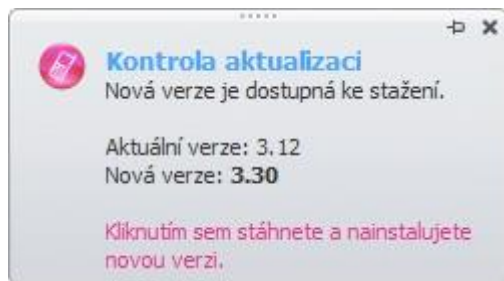 Kontrola aktualizaci
Nová verze je dostupná ke stažení.
Aktuální verze: 3.12
Nová verze: 3.30
Kliknutím sem stáhnete a nainstalujete
novou verzi.